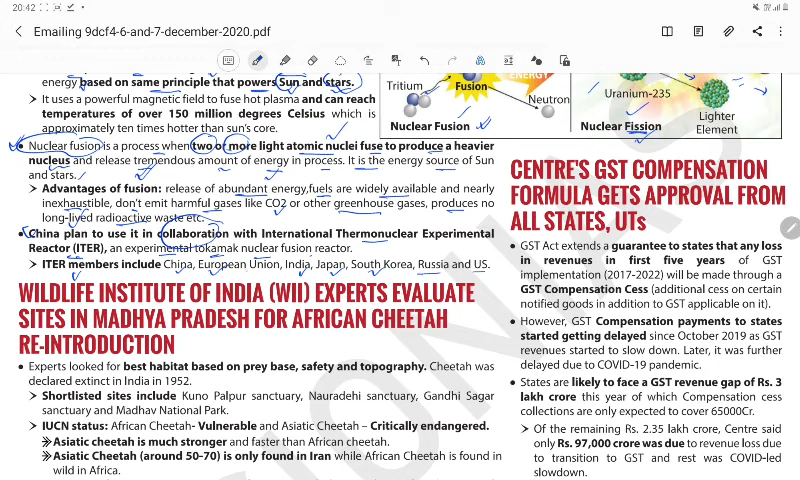 20:42
Emailing 9dcf4-6-and-7-december-2020.pdf
energy based on same principle that powers Sun and stars.
It uses a powerful magnetic field to fuse hot plasma and can reach
temperatures of over 150 million degrees Celsius which is
approximately ten times hotter than sun's core.
Nuclear fusion is a process when two or more light atomic nuclei fuse to produce a heavier
nucleus and release tremendous amount of energy in process. It is the energy source of Sun
and stars.
Advantages of fusion: release of abundant energy,fuels are widely available and nearly
inexhaustible, don't emit harmful gases like CO2 or other greenhouse gases, produces no
long-lived radioactive waste etc.
China plan to use it in collaboration with International Thermonuclear Experimental
Reactor (ITER), an experimental tokamak nuclear fusion reactor.
ITER members include China, European Union, India, Japan, South Korea, Russia and US.
WILDLIFE INSTITUTE OF INDIA (WII) EXPERTS EVALUATE
SITES IN MADHYA PRADESH FOR AFRICAN CHEETAH
RE-INTRODUCTION
Experts looked for best habitat based on prey base, safety and topography. Cheetah was
declared extinct in India in 1952.
Shortlisted sites include Kuno Palpur sanctuary, Nauradehi sanctuary, Gandhi Sagar
sanctuary and Madhav National Park.
IUCN status: African Cheetah- Vulnerable and Asiatic Cheetah – Critically endangered.
Asiatic cheetah is much stronger and faster than African cheetah.
Asiatic Cheetah (around 50-70) is only found in Iran while African Cheetah is found in
wild in Africa.
Tritium
Fusion
ENERGY
Neutron
Nuclear Fusion
Uranium-235
Lighter
Element
Nuclear Fission
CENTRE'S GST COMPENSATION
FORMULA GETS APPROVAL FROM
ALL STATES, UTs
GST Act extends a guarantee to states that any loss
in revenues in first five years of GST
implementation (2017-2022) will be made through a
GST Compensation Cess (additional cess on certain
notified goods in addition to GST applicable on it).
However, GST Compensation payments to states
started getting delayed since October 2019 as GST
revenues started to slow down. Later, it was further
delayed due to COVID-19 pandemic.
States are likely to face a GST revenue gap of Rs. 3
lakh crore this year of which Compensation cess
collections are only expected to cover 65000Cr.
Of the remaining Rs. 2.35 lakh crore, Centre said
only Rs. 97,000 crore was due to revenue loss due
to transition to GST and rest was COVID-led
slowdown.